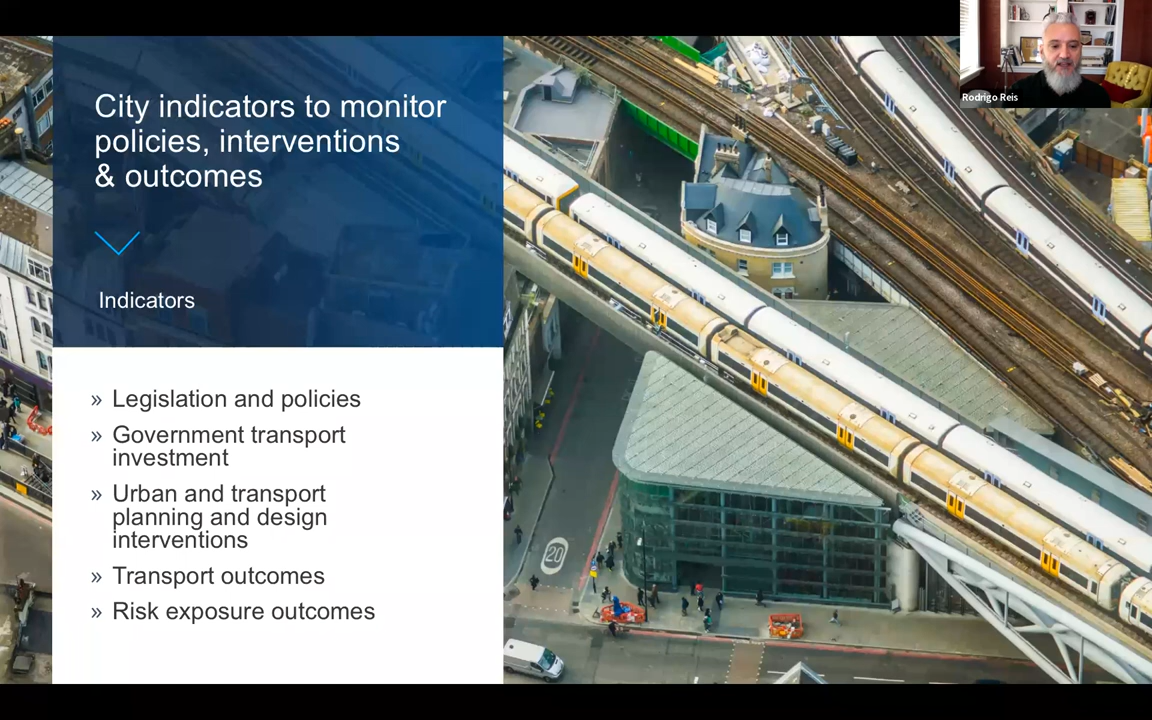 City indicators to monitor
policies, interventions
& outcomes
Indicators
» Legislation and policies
» Government transport
investment
» Urban and transport
planning and design
interventions
» Transport outcomes
» Risk exposure outcomes
Rodrigo Reis
20